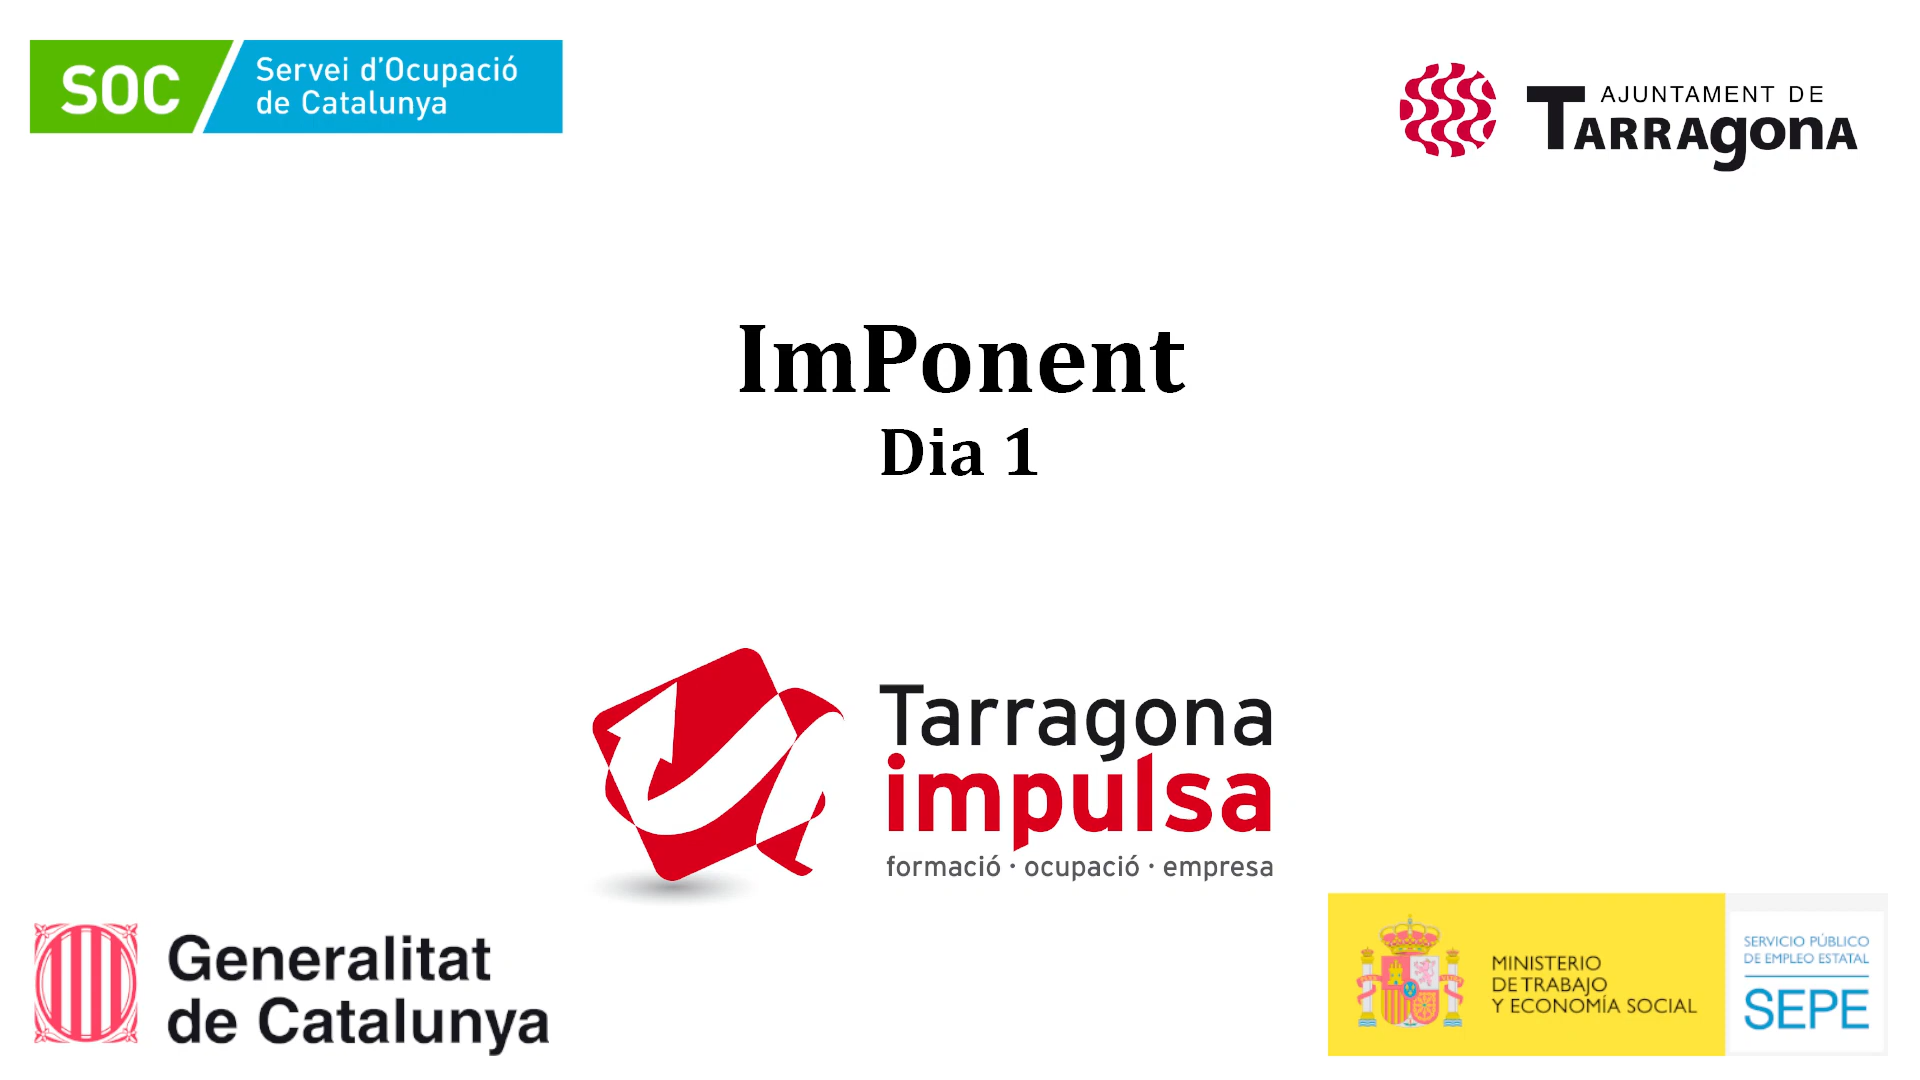 SOC
Servei d'Ocupació
de Catalunya
AJUNTAMENT DE
TARRAgonA
ImPonent
Dia 1
Tarragona
impulsa
formació · ocupació · empresa
Generalitat
de Catalunya
MINISTERIO
DE TRABAJO
Y ECONOMÍA SOCIAL
SERVICIO PÚBLICO
DE EMPLEO ESTATAL
SEPE